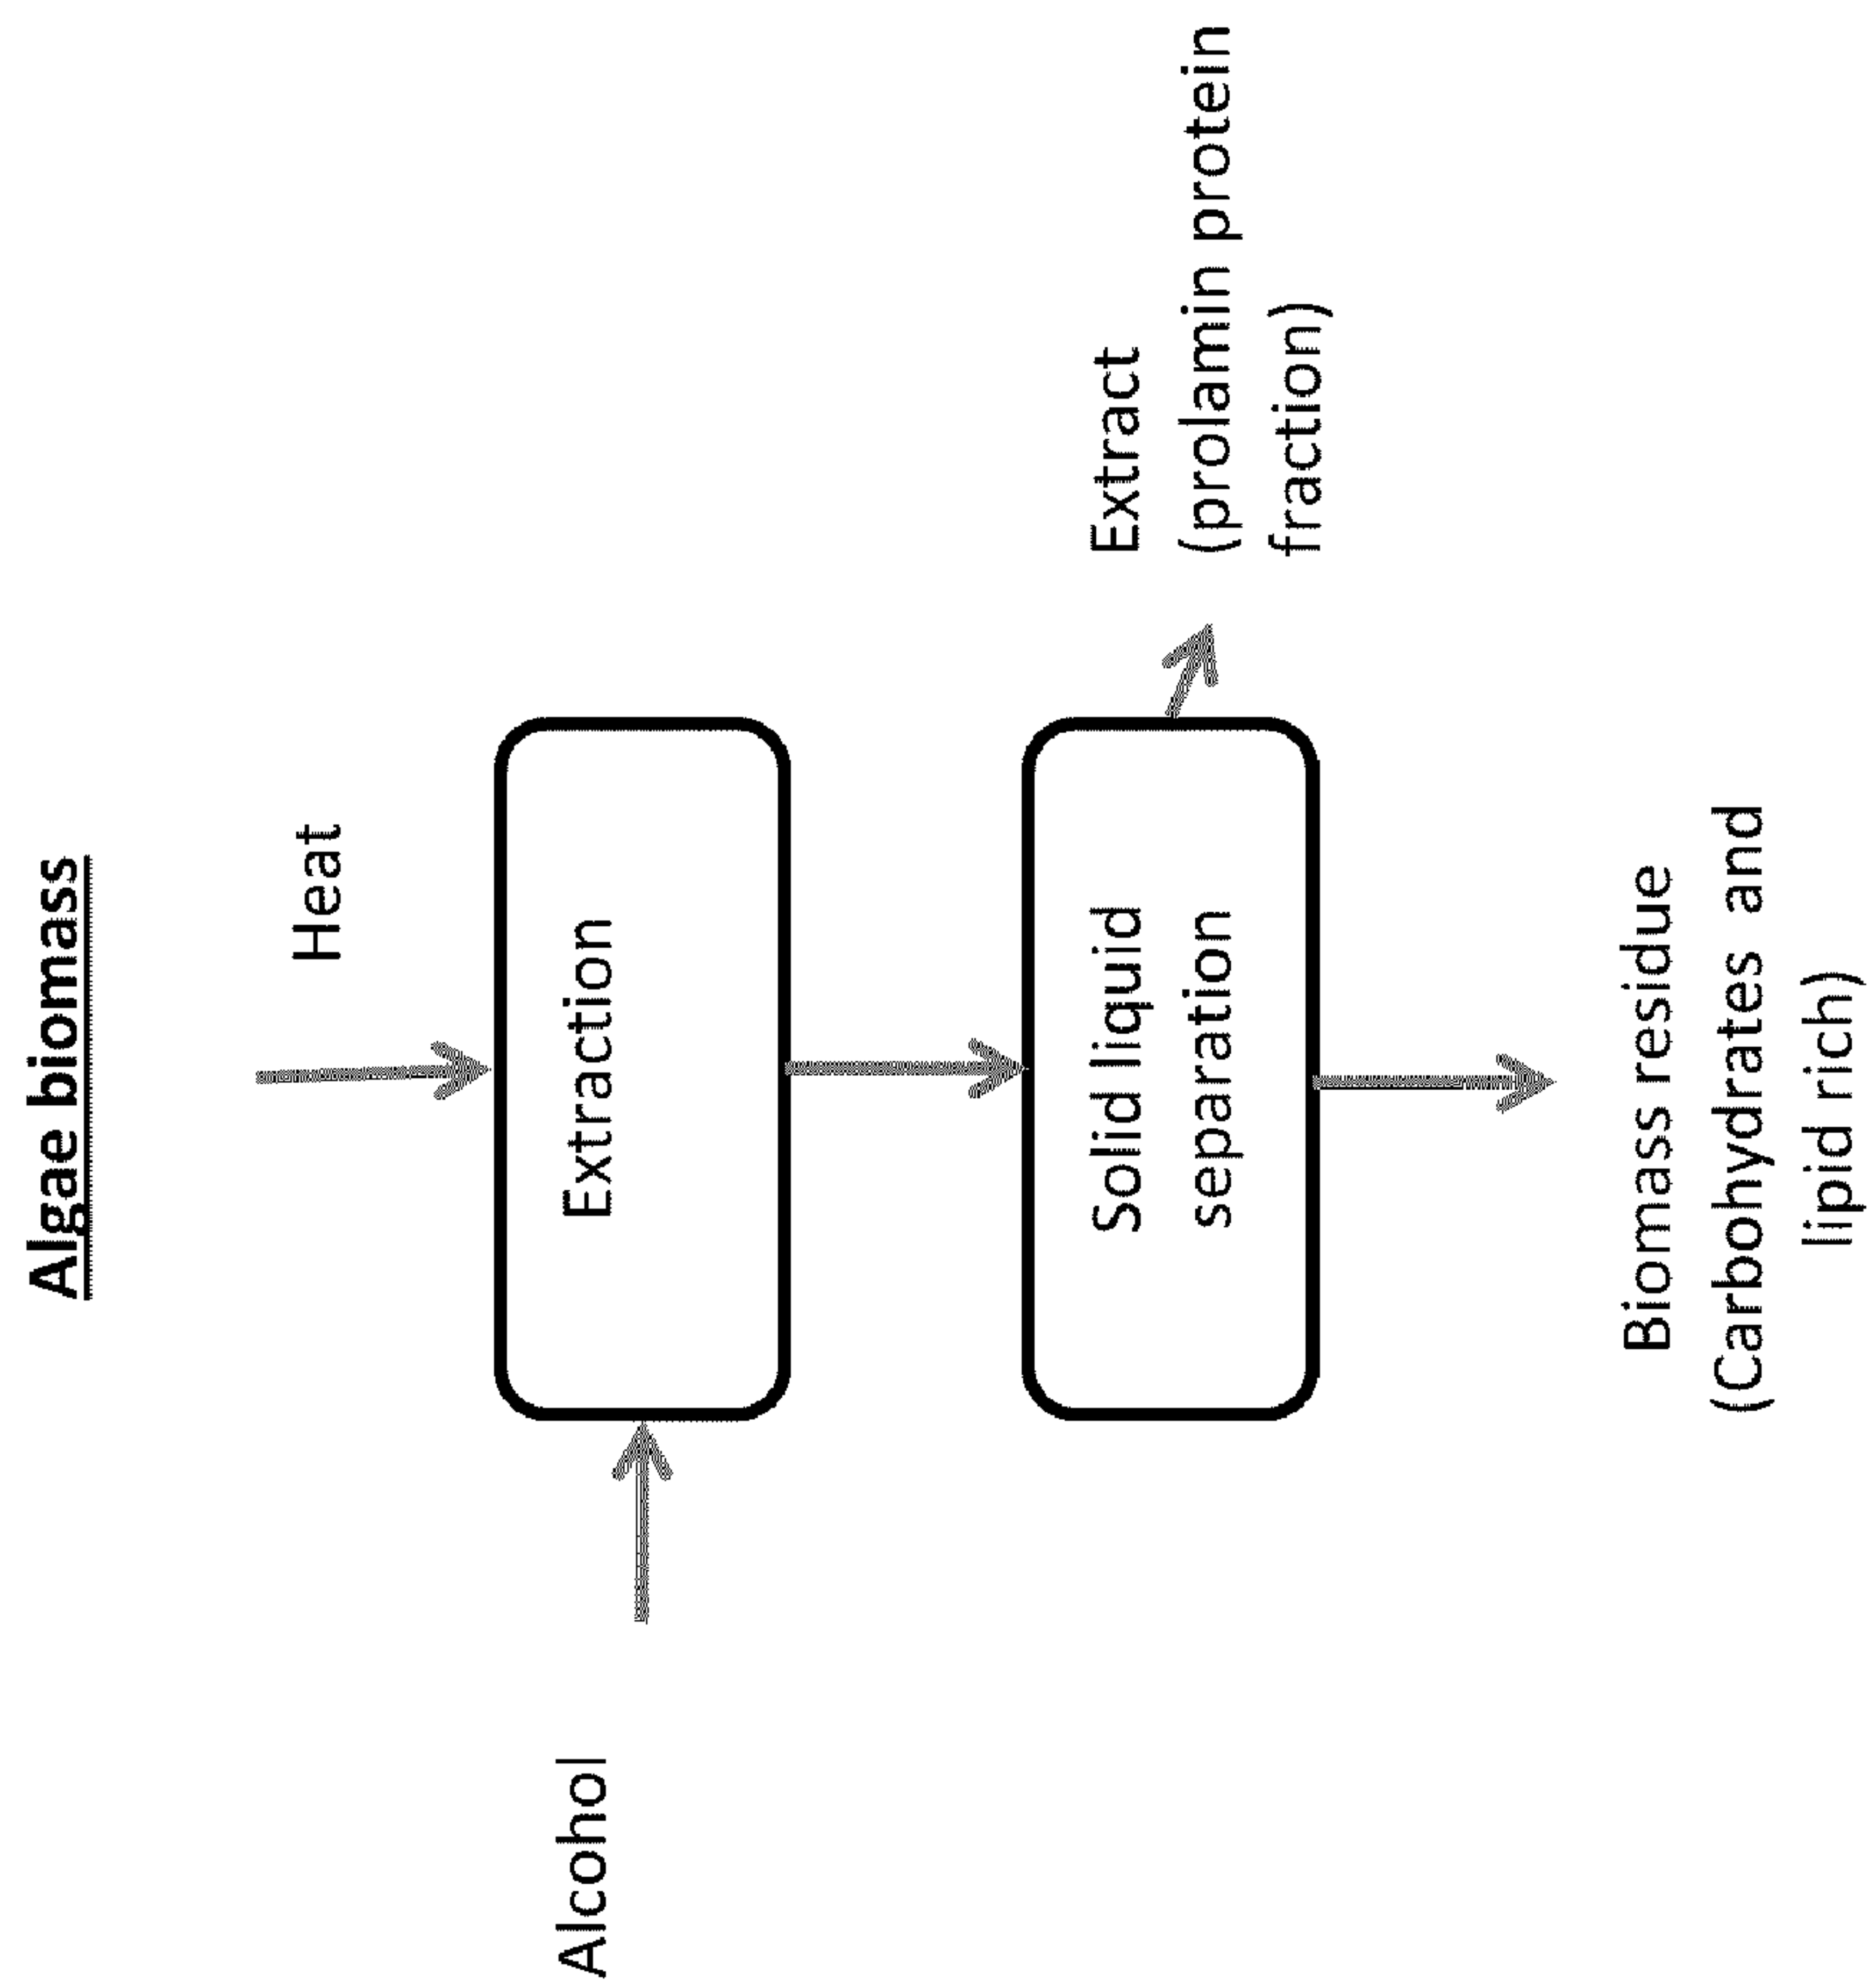 Algae biomass
Heat
Alcohol
Extraction
Solid liquid
separation
Extract
(prolamin protein
fraction)
Biomass residue
(Carbohydrates and
lipid rich)